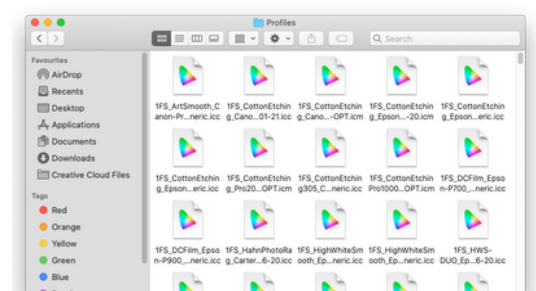 Profiles
Search
Favourites
AirDrop
Recents
Desktop
Applications
Documents
Downloads
Creative Cloud Files
Tags
Red
Orange
Yellow
Green
Blue
1FS_ArtSmooth_C 1FS_CottonEtchin 1FS_CottonEtchin 1FS_CottonEtchin 1FS_CottonEtchin
anon-Pr...neric.icc g_Cano...01-21.icc g_Cano...-OPT.icm g_Epson...-20.icm g_Epson...eric.icc
1FS_CottonEtchin 1FS_CottonEtchin 1FS_CottonEtchin 1FS_CottonEtchin 1FS_DCFilm_Epso
g_Epson...eric.icc g_Pro20...OPT.icm g305_C...neric.icc Pro1000...OPT.icm n-P700_...neric.icc
1FS_DCFilm_Epso 1FS_HahnPhotoRa 1FS_HighWhiteSm 1FS_HighWhiteSm 1FS_HWS-
n-P900_...neric.icc g_Carter...6-20.icc ooth_Ep...neric.icc ooth_Ep...neric.icc DUO_Ep...6-20.icc